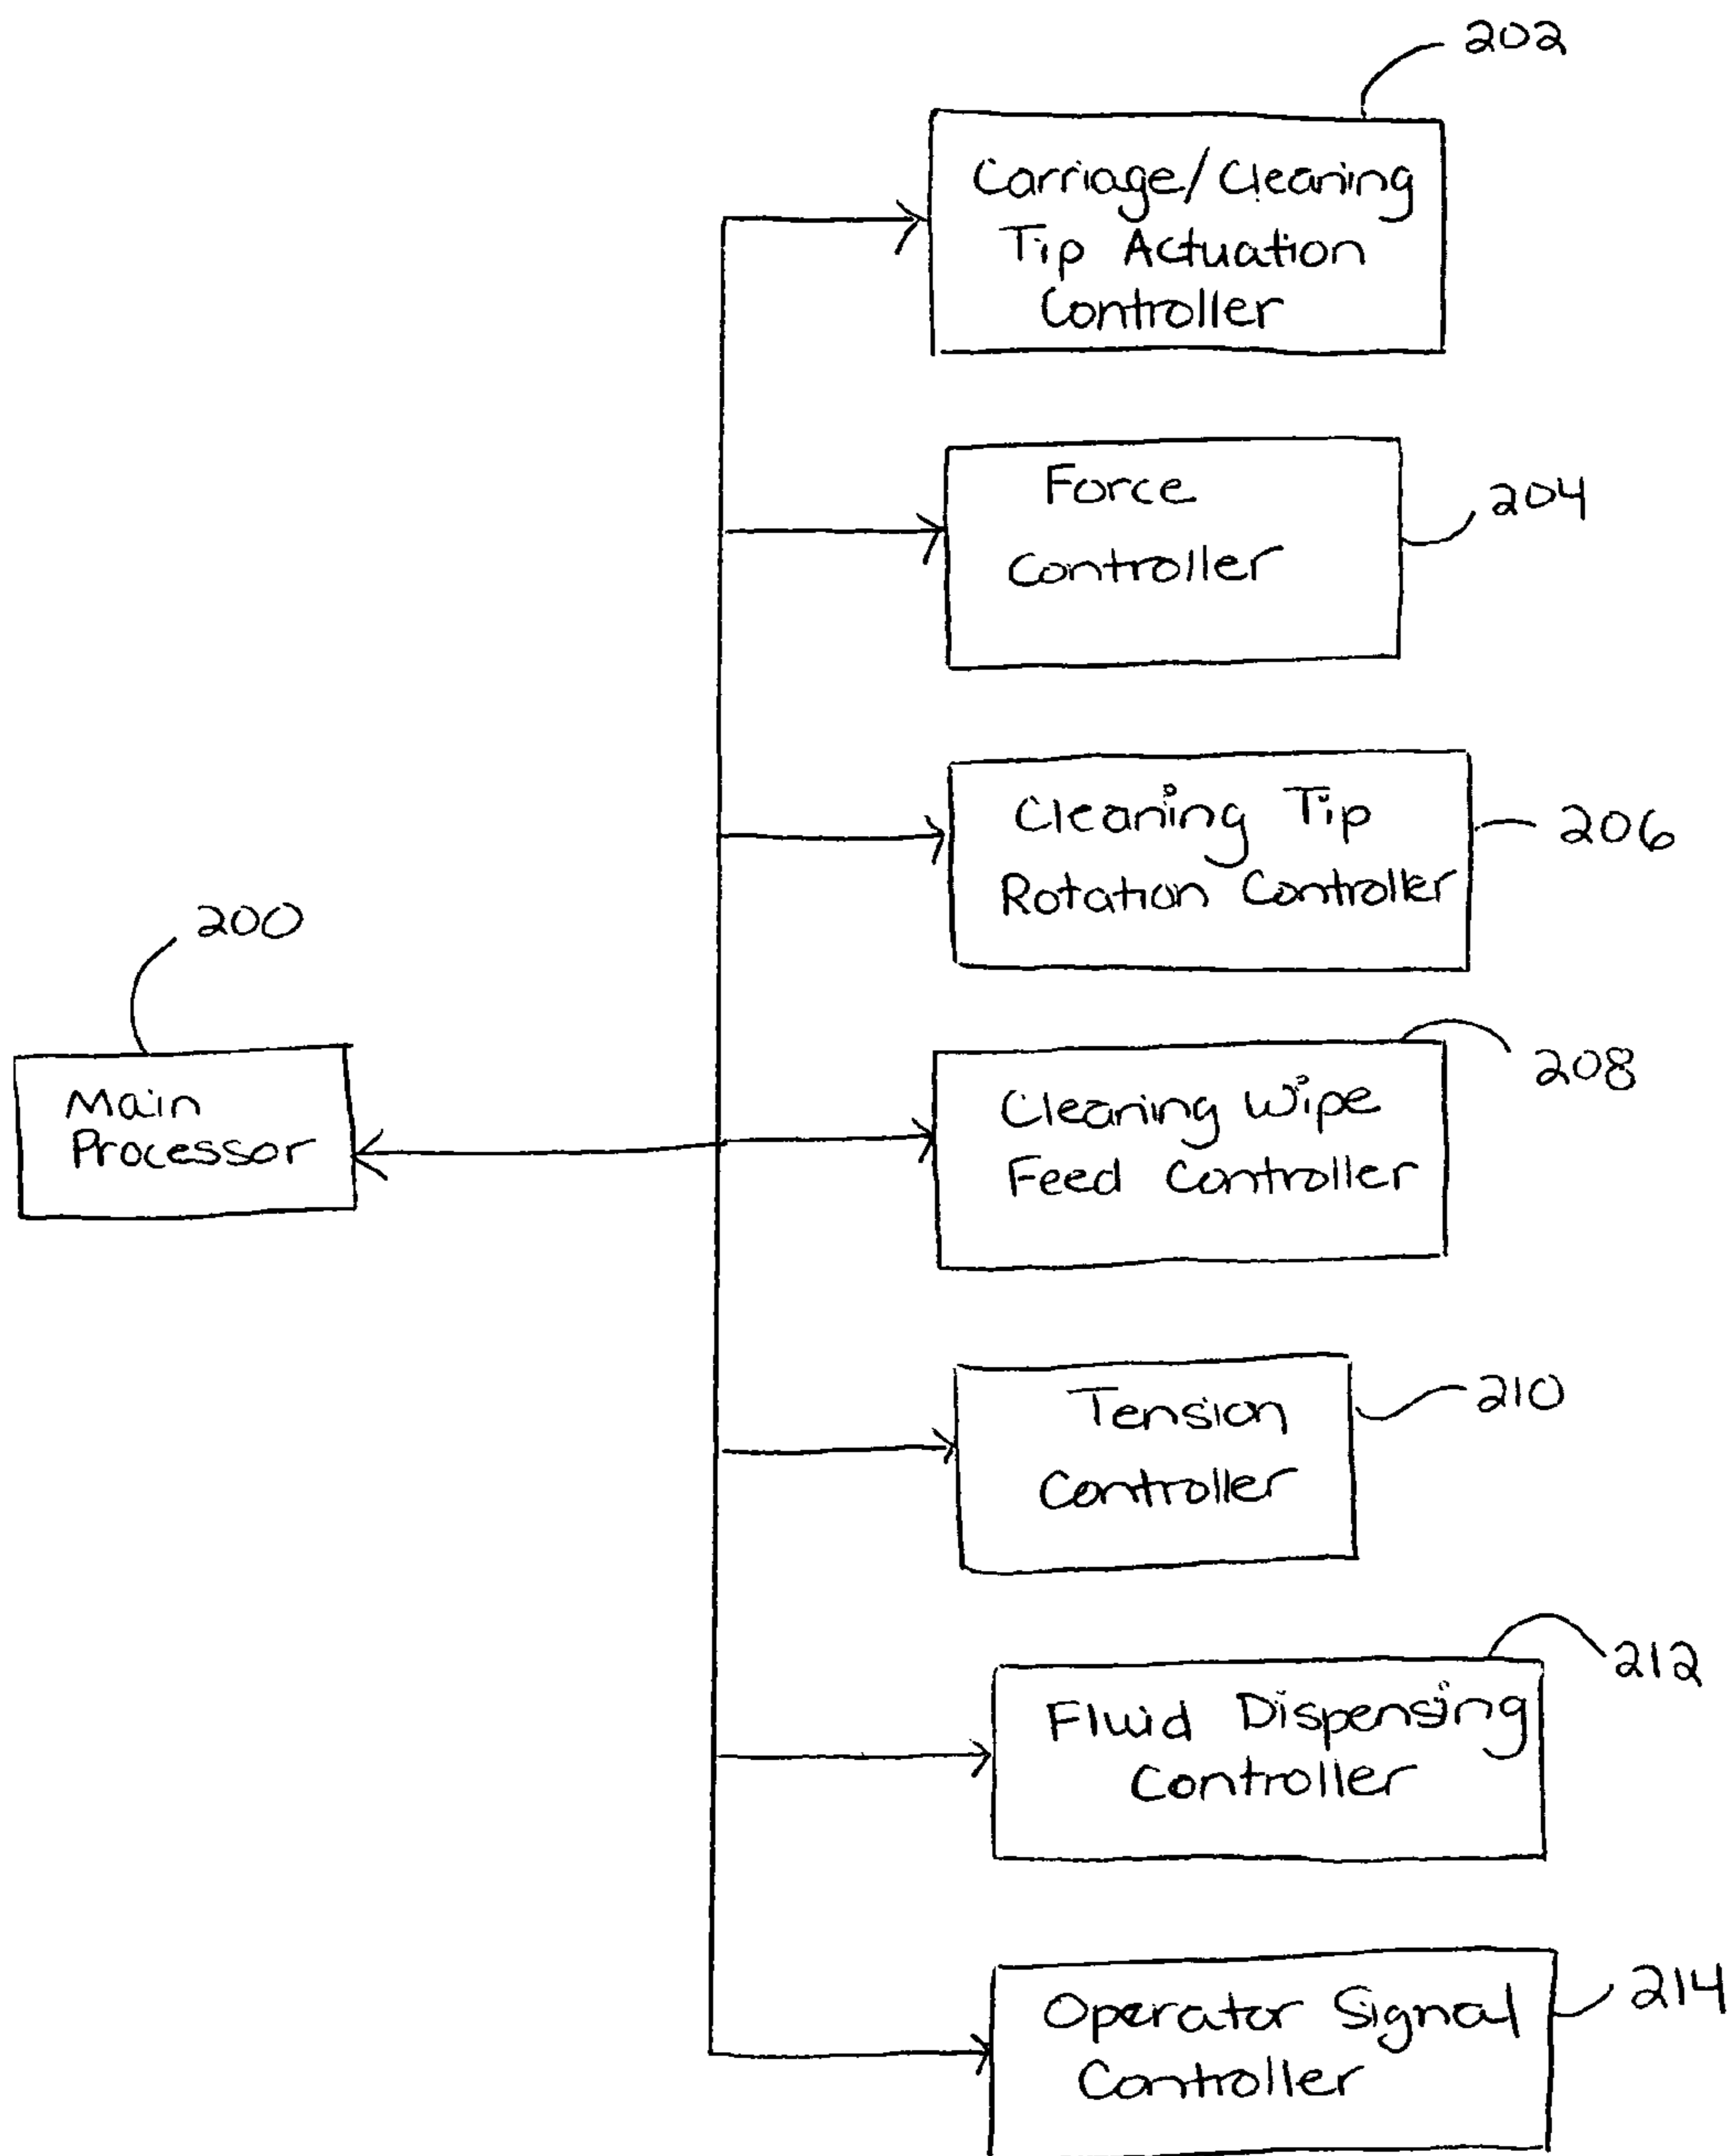 202
Carriage/Cleaning
Tip Actuation
Controller
Force
Controller
204
Cleaning Tip
Rotation Controller
206
200
Main
Processor
208
Cleaning Wipe
Feed Controller
Tension
Controller
210
212
Fluid Dispensing
Controller
Operator Signal
Controller
214